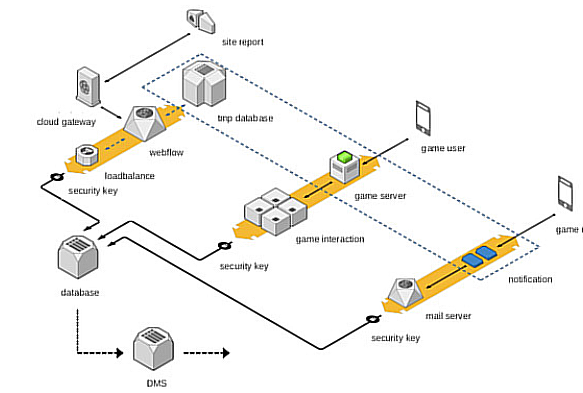 site report
tmp database
cloud gateway
webflow
game user
loadbalance
security key
game server
game
game interaction
security key
notification
database
mail server
security key
DMS